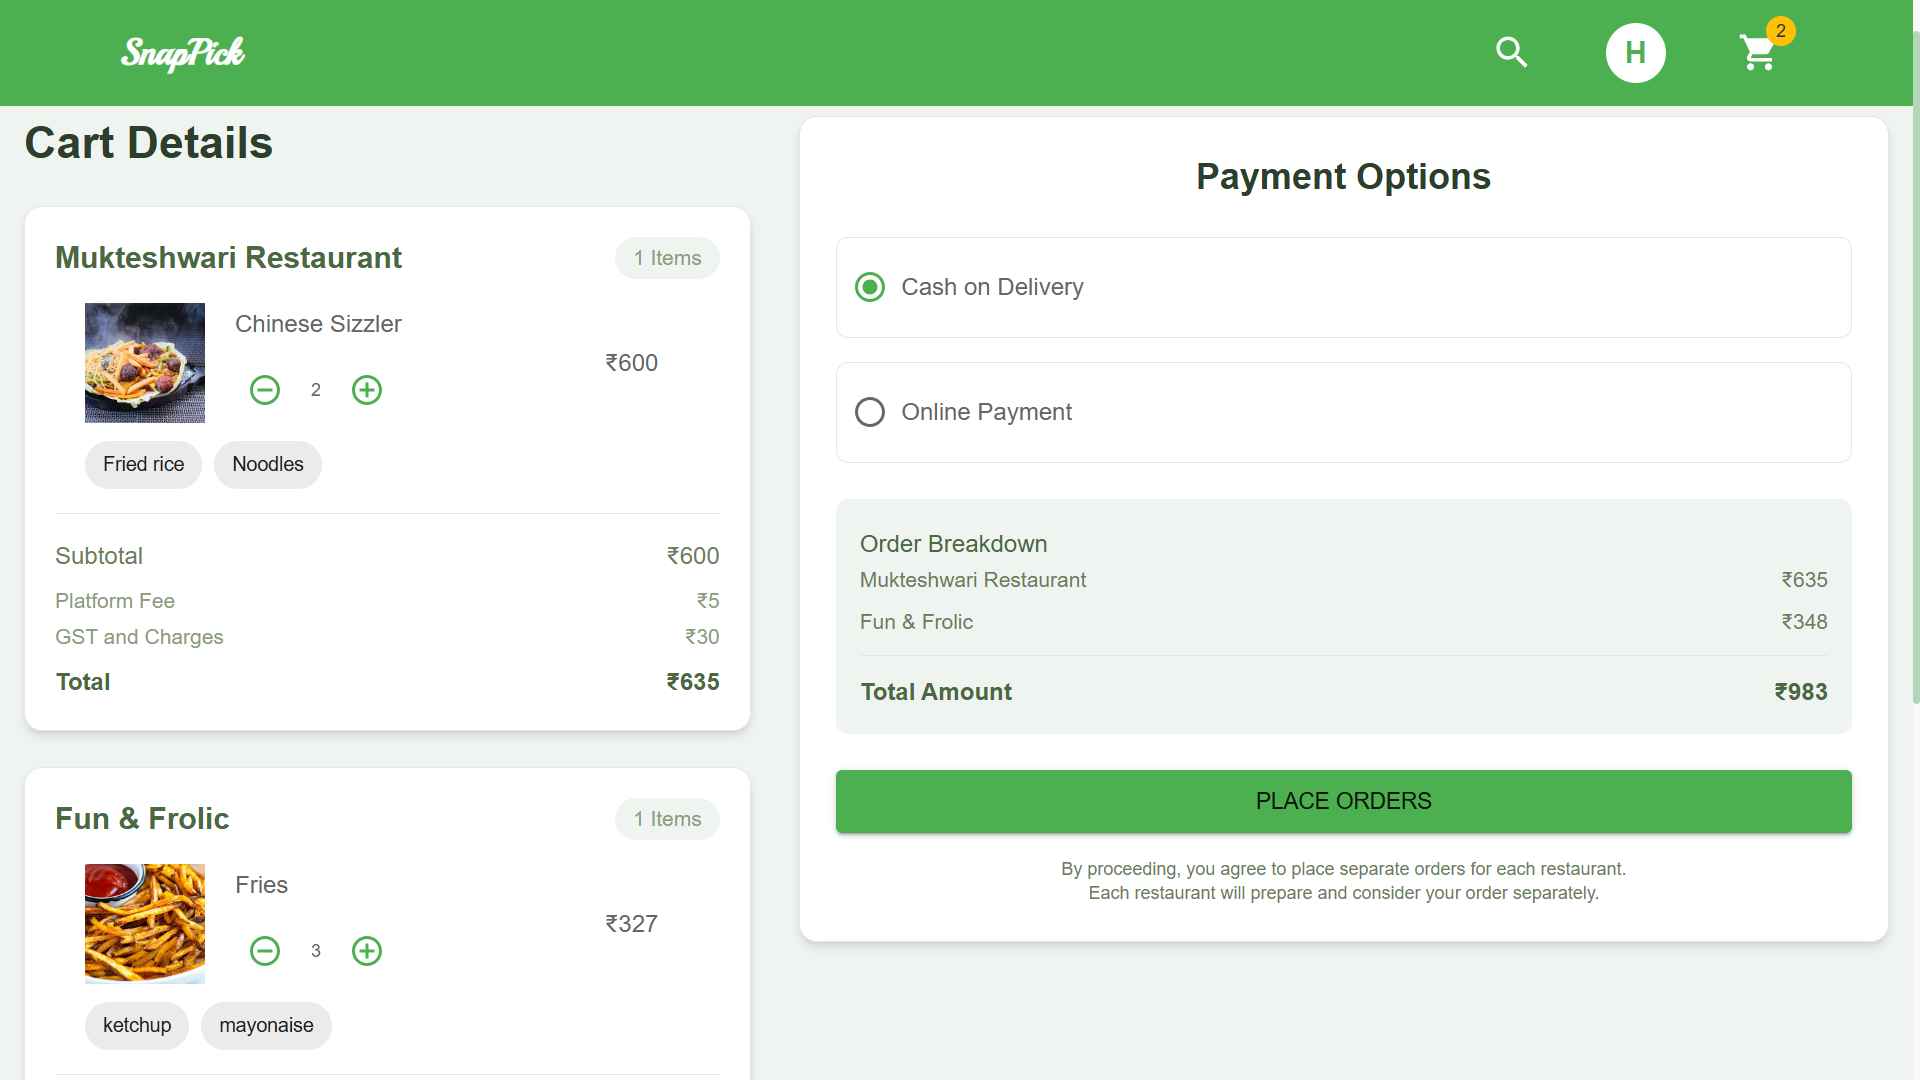 SnapPick
H
2
Cart Details
Mukteshwari Restaurant
1 Items
Chinese Sizzler
2
₹600
Fried rice
Noodles
Subtotal
₹600
Platform Fee
₹5
GST and Charges
₹30
Total
₹635
Fun & Frolic
1 Items
Fries
3
₹327
ketchup
mayonaise
Payment Options
Cash on Delivery
Online Payment
Order Breakdown
Mukteshwari Restaurant
₹635
Fun & Frolic
₹348
Total Amount
₹983
PLACE ORDERS
By proceeding, you agree to place separate orders for each restaurant.
Each restaurant will prepare and consider your order separately.